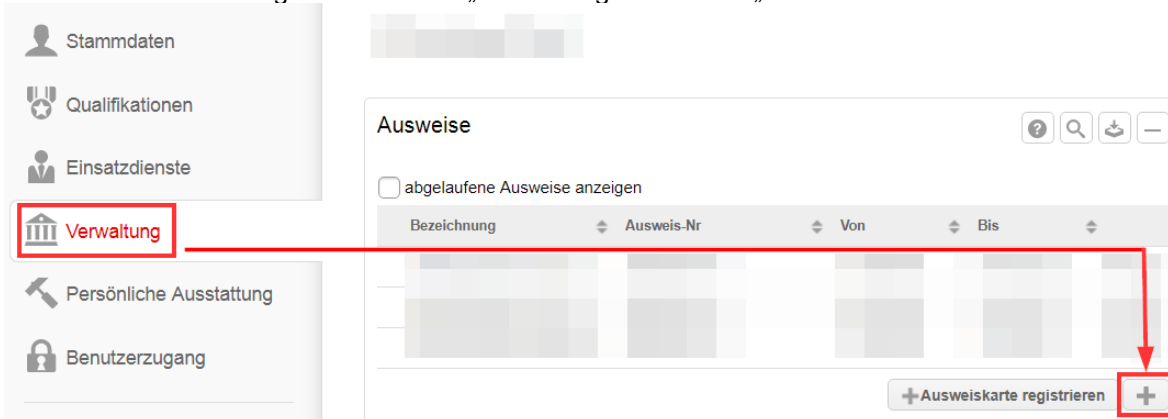 Stammdaten
Qualifikationen
Einsatzdienste
Verwaltung
Persönliche Ausstattung
Benutzerzugang
Ausweise
abgelaufene Ausweise anzeigen
Bezeichnung Ausweis-Nr Von Bis
Ausweiskarte registrieren